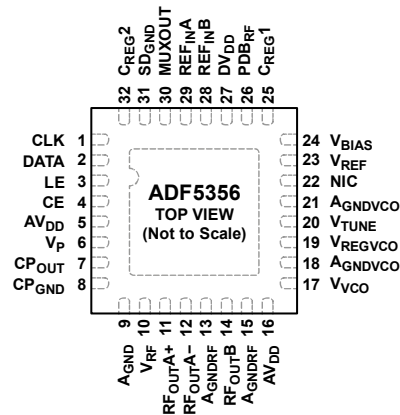 32 CREG2
31 SDGND
30 MUXOUT
29 REFINA
28 REFINB
27 DVDD
26 PDBRF
25 CREG1
CLK 1
DATA 2
LE 3
CE 4
AVDD 5
VP 6
CPOUT 7
CPGND 8
ADF5356
TOP VIEW
(Not to Scale)
24 VBIAS
23 VREF
22 NIC
21 AGNDVCO
20 VTUNE
19 VREGVCO
18 AGNDVCO
17 VVCO
AGND 9
VRF 10
RFOUTA+ 11
RFOUTA− 12
AGNDRF 13
RFOUTB 14
AGNDRF 15
AVDD 16